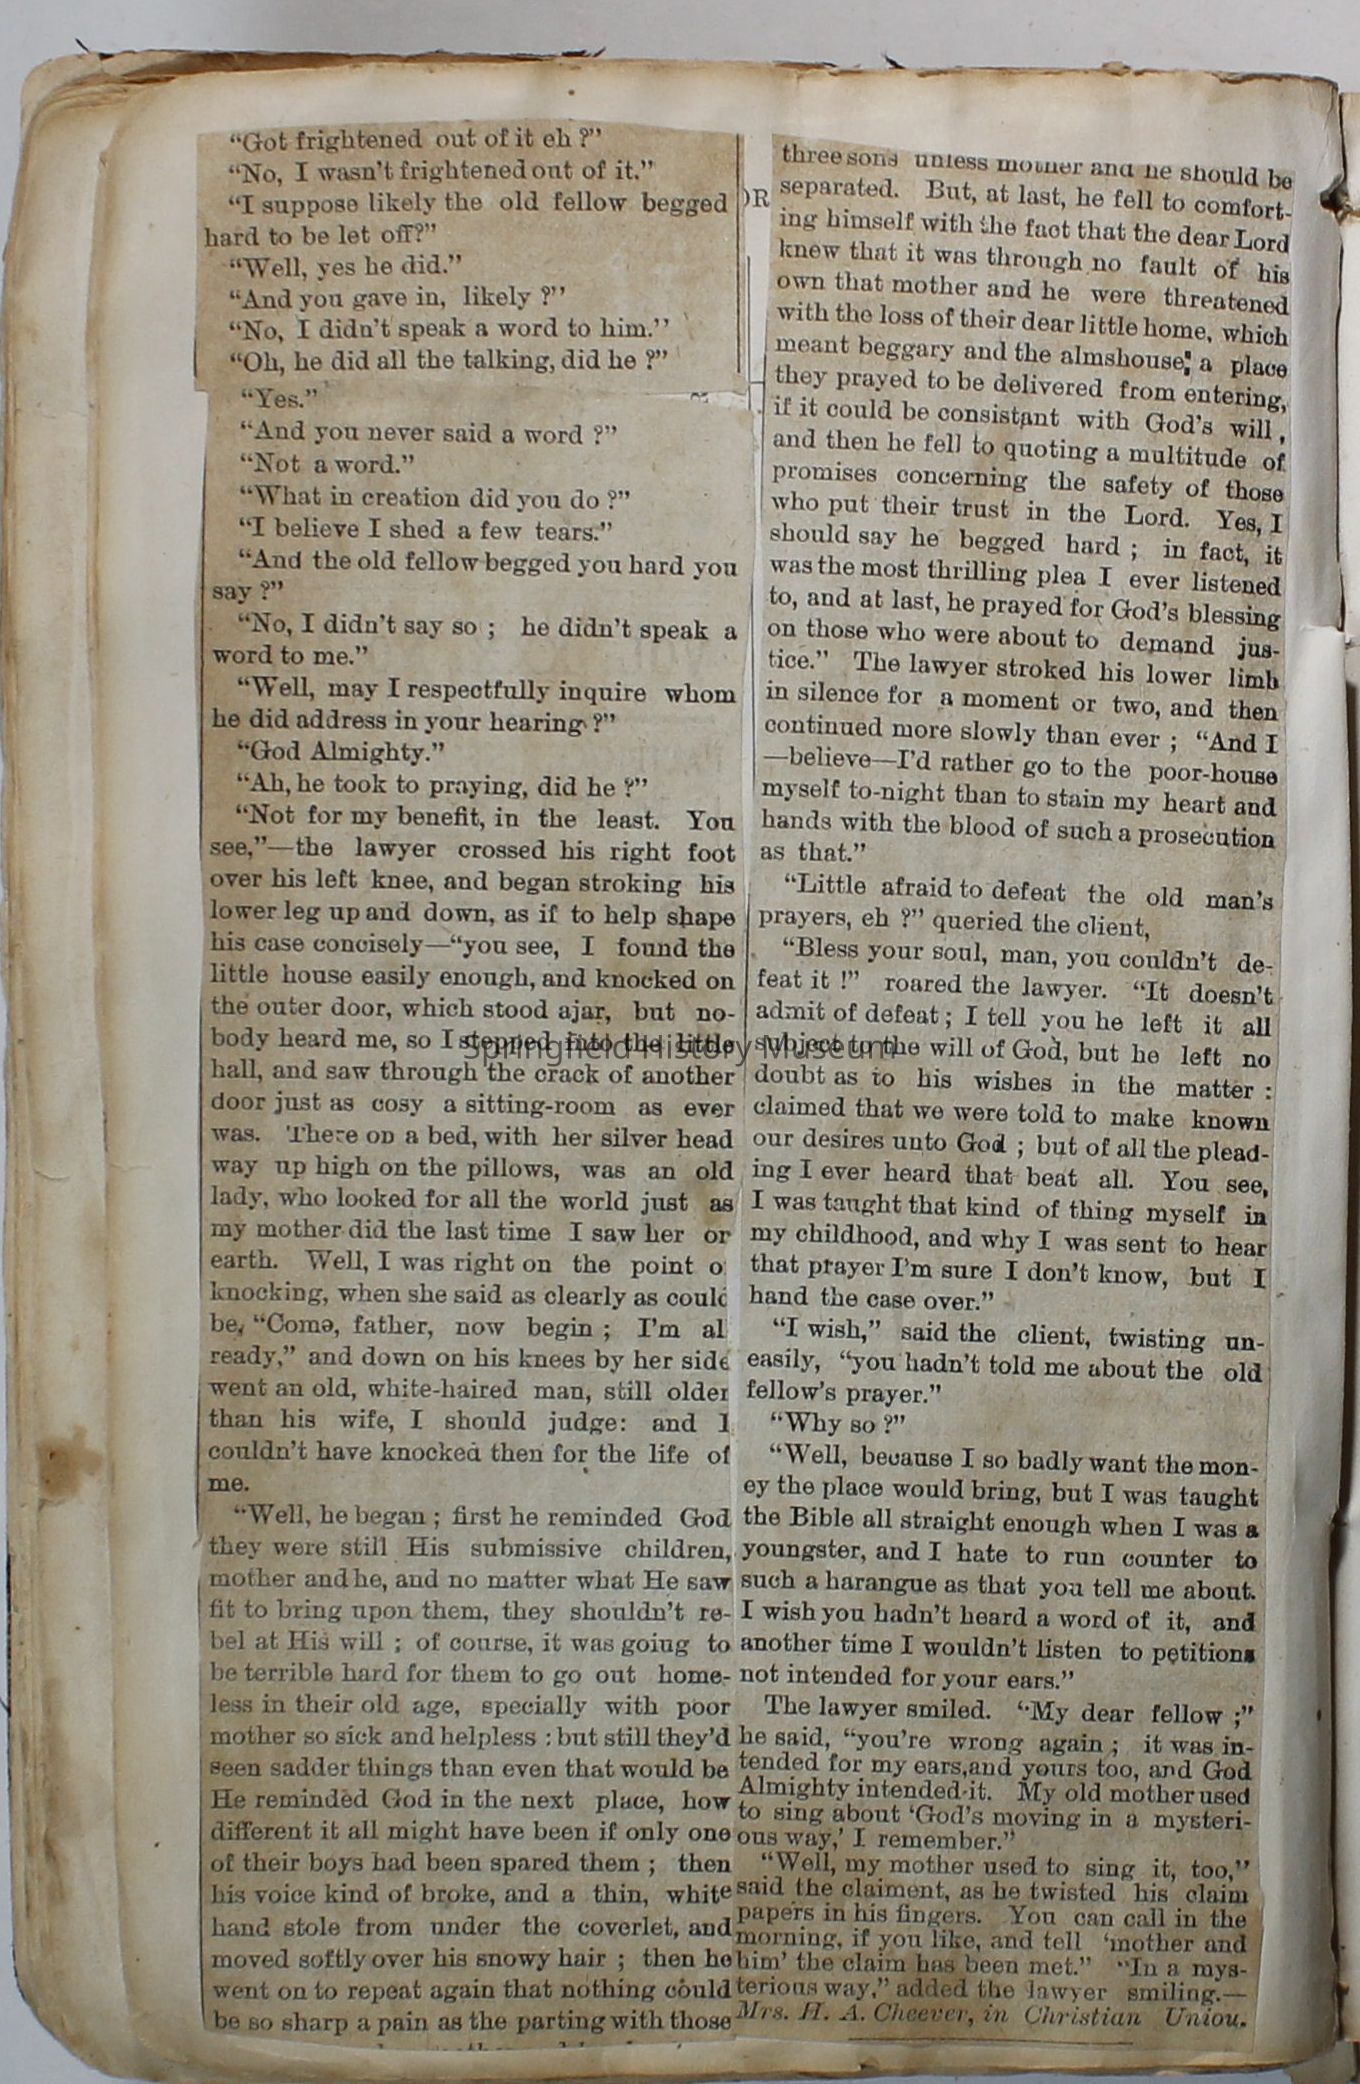 “Got frightened out of it eh ?”
“No, I wasn't frightened out of it.”
“I suppose likely the old fellow begged
hard to be let off?”
“Well, yes he did.”
“And you gave in, likely ?”
“No, I didn't speak a word to him.”
“Oh, he did all the talking, did he ?”
“Yes.”
“And you never said a word ?”
“Not a word.”
“What in creation did you do ?”
“I believe I shed a few tears.”
“And the old fellow begged you hard you
say ?”
“No, I didn't say so ; he didn't speak a
word to me.”
“Well, may I respectfully inquire whom
he did address in your hearing ?”
“God Almighty.”
“Ah, he took to praying, did he ?”
“Not for my benefit, in the least. You
see,”—the lawyer crossed his right foot
over his left knee, and began stroking his
lower leg up and down, as if to help shape
his case concisely—“you see, I found the
little house easily enough, and knocked on
the outer door, which stood ajar, but no-
body heard me, so I stepped into the little
hall, and saw through the crack of another
door just as cosy a sitting-room as ever
was. There on a bed, with her silver head
way up high on the pillows, was an old
lady, who looked for all the world just as
my mother did the last time I saw her or
earth. Well, I was right on the point o
knocking, when she said as clearly as coul
be, “Come, father, now begin ; I'm al
ready,” and down on his knees by her side
went an old, white-haired man, still older
than his wife, I should judge: and I
couldn't have knocked then for the life of
me.
“Well, he began ; first he reminded God
they were still His submissive children,
mother and he, and no matter what He saw
fit to bring upon them, they shouldn't re-
bel at His will ; of course, it was going to
be terrible hard for them to go out home-
less in their old age, specially with poor
mother so sick and helpless : but still they'd
seen sadder things than even that would be
He reminded God in the next place, how
different it all might have been if only one
of their boys had been spared them ; then
his voice kind of broke, and a thin, white
hand stole from under the coverlet, and
moved softly over his snowy hair ; then he
went on to repeat again that nothing could
be so sharp a pain as the parting with those
OR
three sons unless mother and he should be
separated. But, at last, he fell to comfort-
ing himself with the fact that the dear Lord
knew that it was through no fault of his
own that mother and he were threatened
with the loss of their dear little home, which
meant beggary and the almshouse, a place
they prayed to be delivered from entering,
if it could be consistant with God's will,
and then he fell to quoting a multitude of
promises concerning the safety of those
who put their trust in the Lord. Yes, I
should say he begged hard ; in fact, it
was the most thrilling plea I ever listened
to, and at last, he prayed for God's blessing
on those who were about to demand jus-
tice.” The lawyer stroked his lower limb
in silence for a moment or two, and then
continued more slowly than ever ; “And I
—believe—I'd rather go to the poor-house
myself to-night than to stain my heart and
hands with the blood of such a prosecution
as that.”
“Little afraid to defeat the old man's
prayers, eh ?” queried the client,
“Bless your soul, man, you couldn't de-
feat it !” roared the lawyer. “It doesn't
admit of defeat ; I tell you he left it all
subject to the will of God, but he left no
doubt as to his wishes in the matter :
claimed that we were told to make known
our desires unto God ; but of all the plead-
ing I ever heard that beat all. You see,
I was taught that kind of thing myself in
my childhood, and why I was sent to hear
that prayer I'm sure I don't know, but I
hand the case over.”
“I wish,” said the client, twisting un-
easily, “you hadn't told me about the old
fellow's prayer.”
“Why so ?”
“Well, because I so badly want the mon-
ey the place would bring, but I was taught
the Bible all straight enough when I was a
youngster, and I hate to run counter to
such a harangue as that you tell me about.
I wish you hadn't heard a word of it, and
another time I wouldn't listen to petitions
not intended for your ears.”
The lawyer smiled. “My dear fellow ;”
he said, “you're wrong again ; it was in-
tended for my ears,and yours too, and God
Almighty intended it. My old mother used
to sing about ‘God's moving in a mysteri-
ous way,’ I remember.”
“Well, my mother used to sing it, too,”
said the claiment, as he twisted his claim
papers in his fingers. You can call in the
morning, if you like, and tell ‘mother and
him’ the claim has been met.” “In a mys-
terious way,” added the lawyer smiling.—
Mrs. H. A. Cheever, in Christian Union.
Springfield History Museum